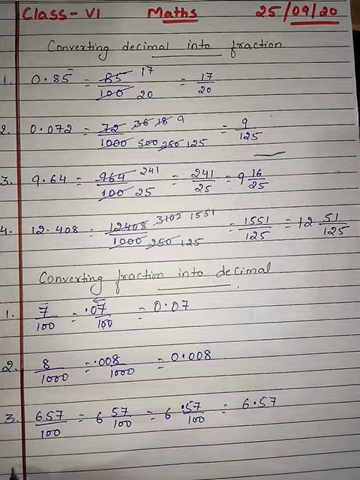 Class-VI Maths 25/09/20
Converting decimal into fraction
1. 0.85 = 85/100 17/20 = 17/20
2. 0.072 = 72/1000 36/500 18/250 9/125 = 9/125
3. 9.64 = 964/100 241/25 = 241/25 = 9 16/25
4. 12.408 = 12408/1000 3102/250 1551/125 = 1551/125 = 12 51/125
Converting fraction into decimal
1. 7/100 = .07/100 = 0.07
2. 8/1000 = .008/1000 = 0.008
3. 657/100 = 6 57/100 = 6 .57/100 = 6.57